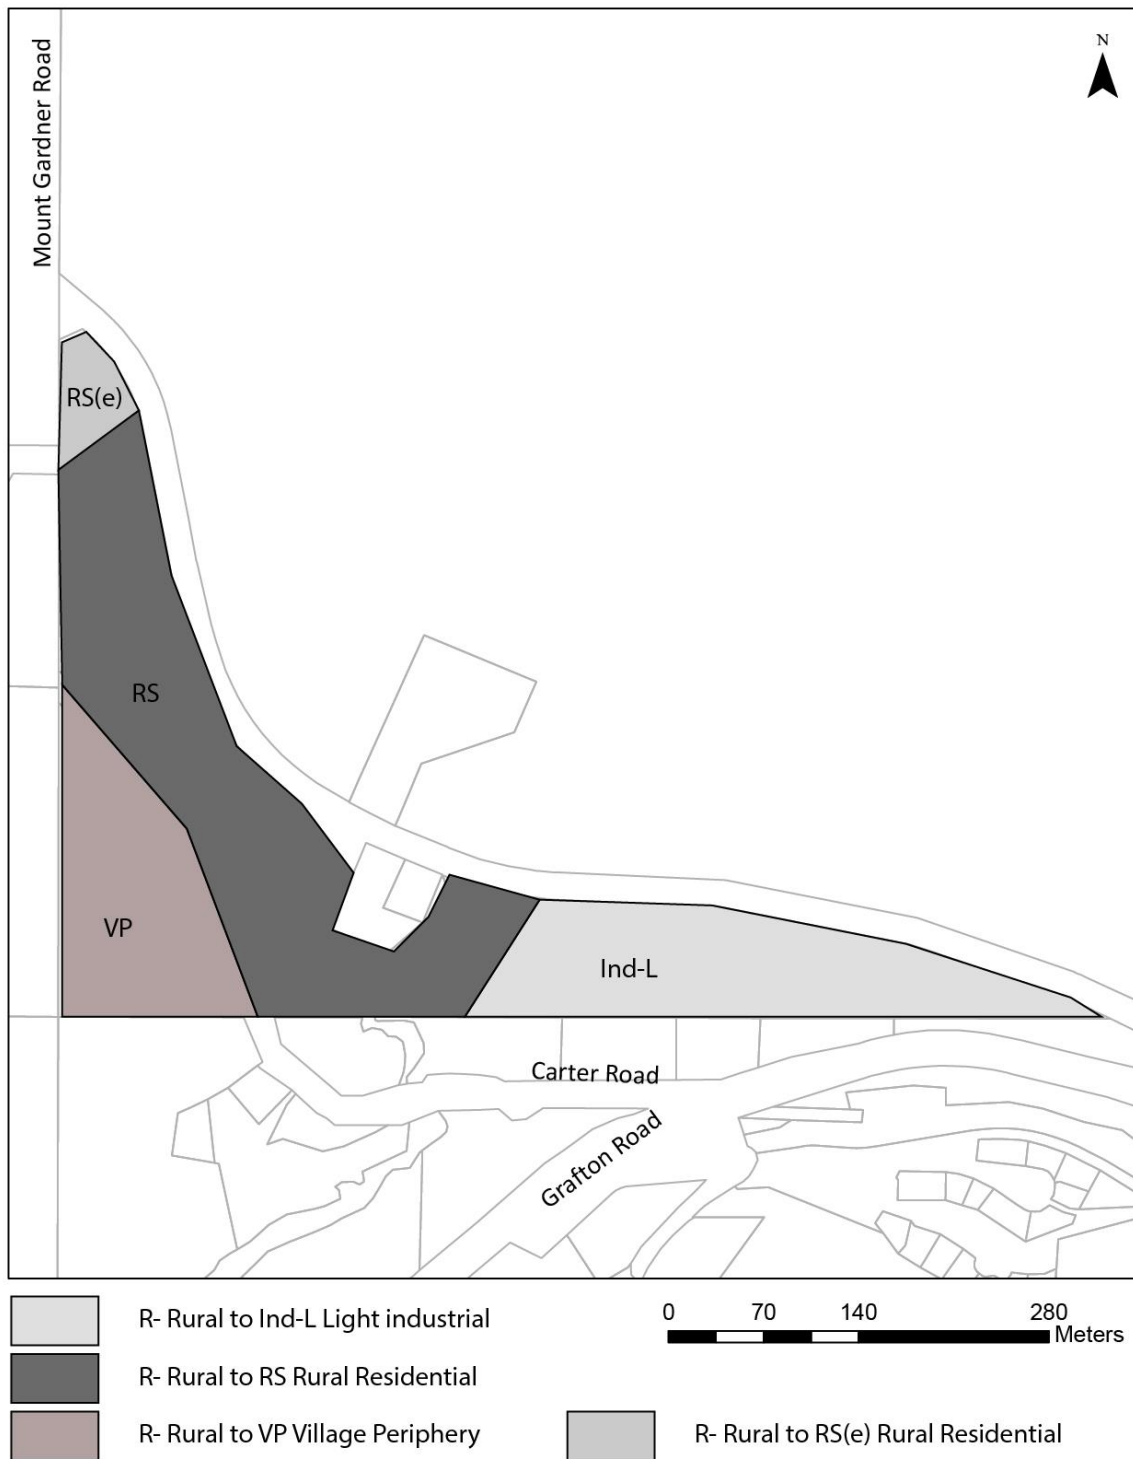 Mount Gardner Road
N
RS(e)
RS
VP
Ind-L
Carter Road
Grafton Road
R- Rural to Ind-L Light industrial
0 70 140 280
Meters
R- Rural to RS Rural Residential
R- Rural to VP Village Periphery
R- Rural to RS(e) Rural Residential